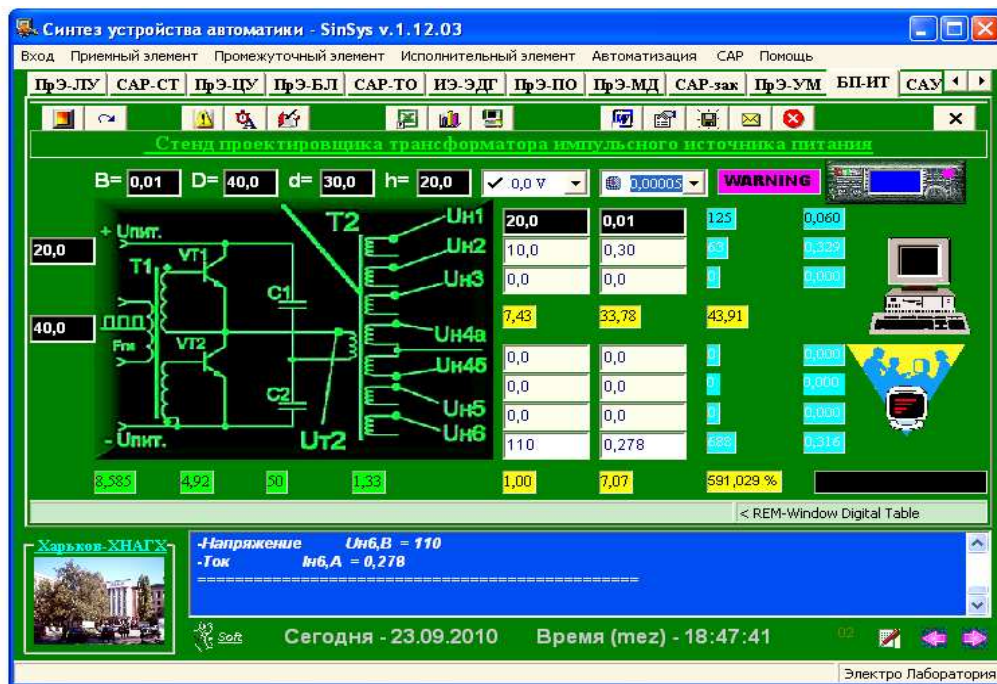 Синтез устройства автоматики - SinSys v.1.12.03
Вход Приемный элемент Промежуточный элемент Исполнительный элемент Автоматизация САР Помощь
ПрЭ-ЛУ САР-СТ ПрЭ-ЦУ ПрЭ-БЛ САР-ТО ИЭ-ЭДГ ПрЭ-ПО ПрЭ-МД САР-зак ПрЭ-УМ БП-ИТ САУ
Стенд проектировщика трансформатора импульсного источника питания
B= 0,01 D= 40,0 d= 30,0 h= 20,0 0,0 V 0,00005 WARNING
+ Uпит. T2 Uн1 20,0 0,01 125 0,060
20,0 VT1 Uн2 10,0 0,30 63 0,329
T1 Uн3 0,0 0,0 0 0,000
C1 7,43 33,78 43,91
40,0 Uн4а
Fпи VT2 Uн4б 0,0 0,0 0 0,000
C2 Uн5 0,0 0,0 0 0,000
Uн6 0,0 0,0 0 0,000
- Uпит. Uт2 110 0,278 688 0,316
8,585 4,92 50 1,33 1,00 7,07 591,029 %
< REM-Window Digital Table
Харьков-ХНАГХ
-Напряжение Uн6,В = 110
-Ток Iн6,А = 0,278
===============================================
Soft Сегодня - 23.09.2010 Время (mez) - 18:47:41 02
Электро Лаборатория